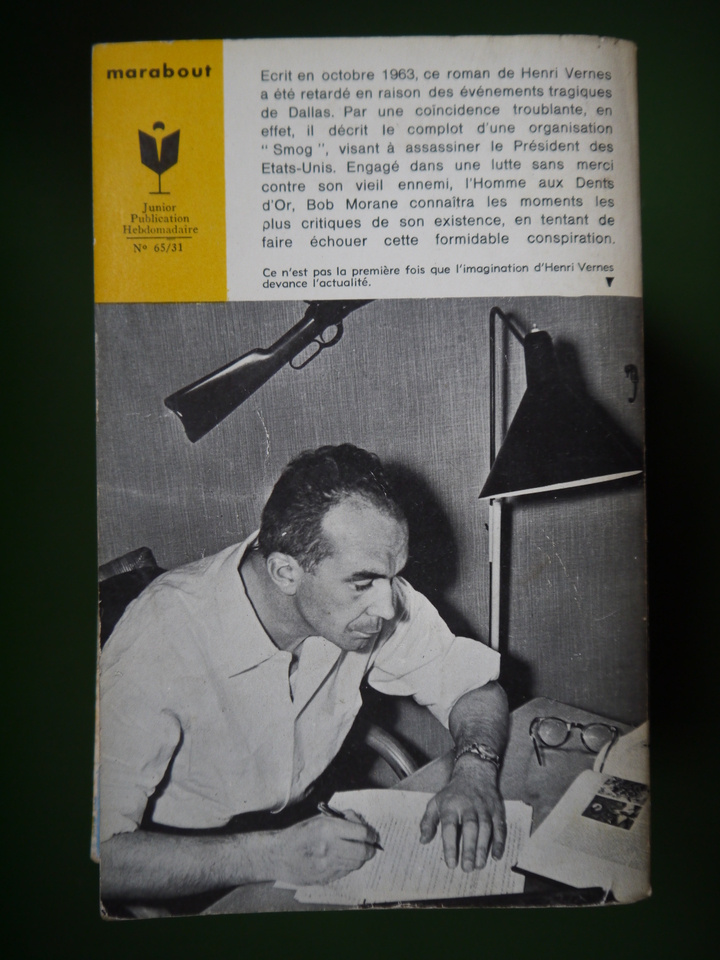 marabout
Junior
Publication
Hebdomadaire
N° 65/31
Ecrit en octobre 1963, ce roman de Henri Vernes
a été retardé en raison des événements tragiques
de Dallas. Par une coïncidence troublante, en
effet, il décrit le complot d'une organisation
" Smog ", visant à assassiner le Président des
Etats-Unis. Engagé dans une lutte sans merci
contre son vieil ennemi, l'Homme aux Dents
d'Or, Bob Morane connaîtra les moments les
plus critiques de son existence, en tentant de
faire échouer cette formidable conspiration.
Ce n'est pas la première fois que l'imagination d'Henri Vernes
devance l'actualité.